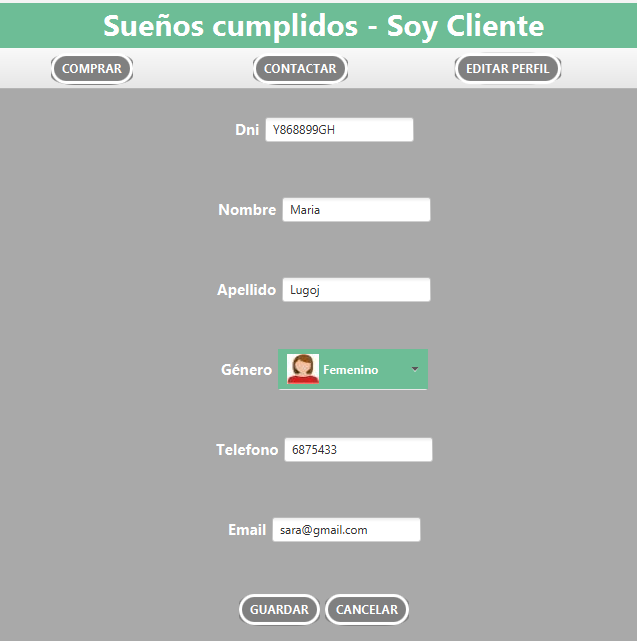 Sueños cumplidos - Soy Cliente
COMPRAR CONTACTAR EDITAR PERFIL
Dni Y868899GH
Nombre Maria
Apellido Lugoj
Género Femenino
Telefono 6875433
Email sara@gmail.com
GUARDAR CANCELAR